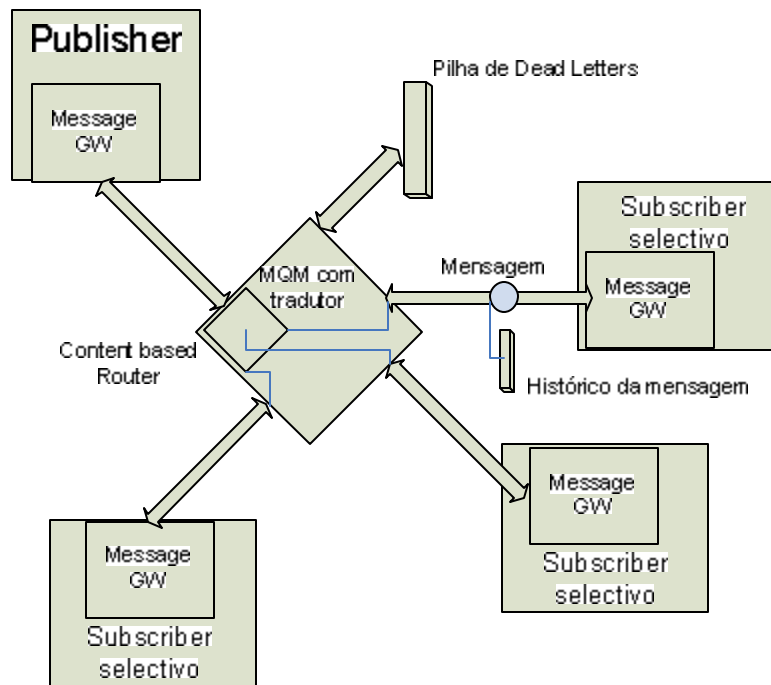 Publisher
Message
GW
Pilha de Dead Letters
Subscriber
selectivo
Message
GW
MQM com
tradutor
Mensagem
Content based
Router
Histórico da mensagem
Message
GW
Subscriber
selectivo
Message
GW
Subscriber
selectivo